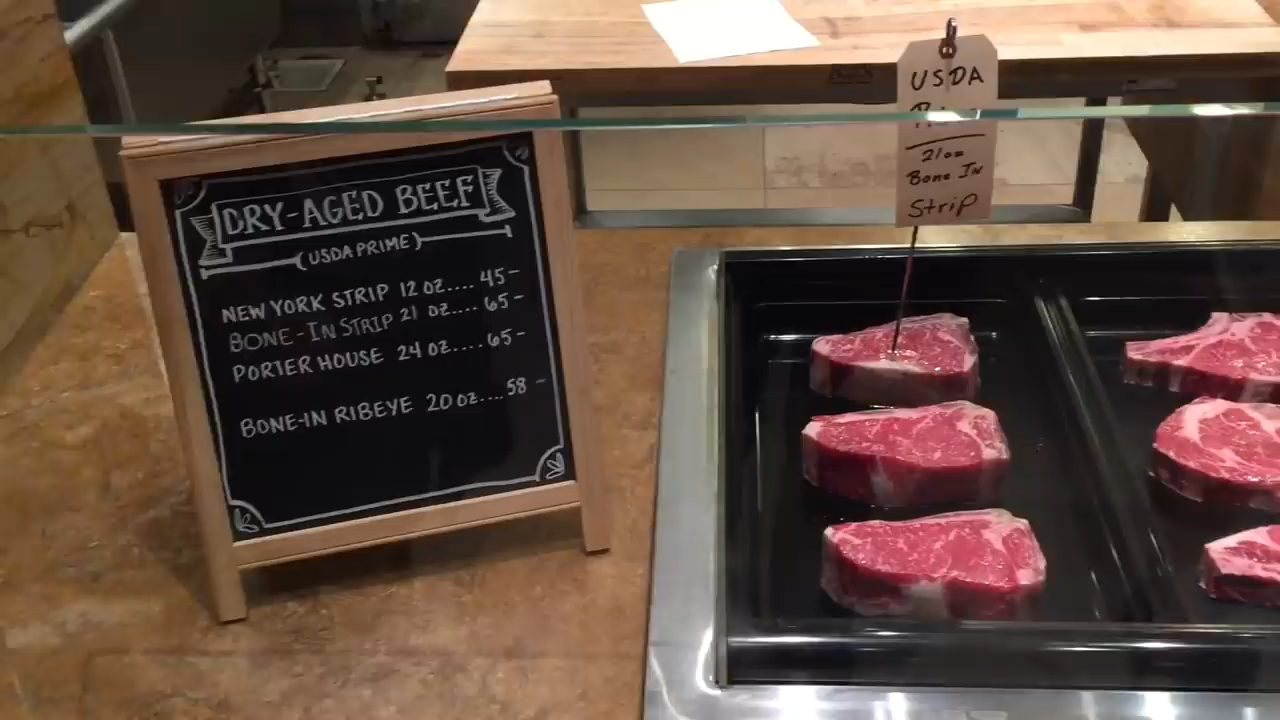 DRY-AGED BEEF
(USDA PRIME)
NEW YORK STRIP 12 OZ.... 45-
BONE-IN STRIP 21 OZ.... 65-
PORTER HOUSE 24 OZ..... 65-
BONE-IN RIBEYE 20 OZ.... 58-
USDA
21oz
Bone In
Strip